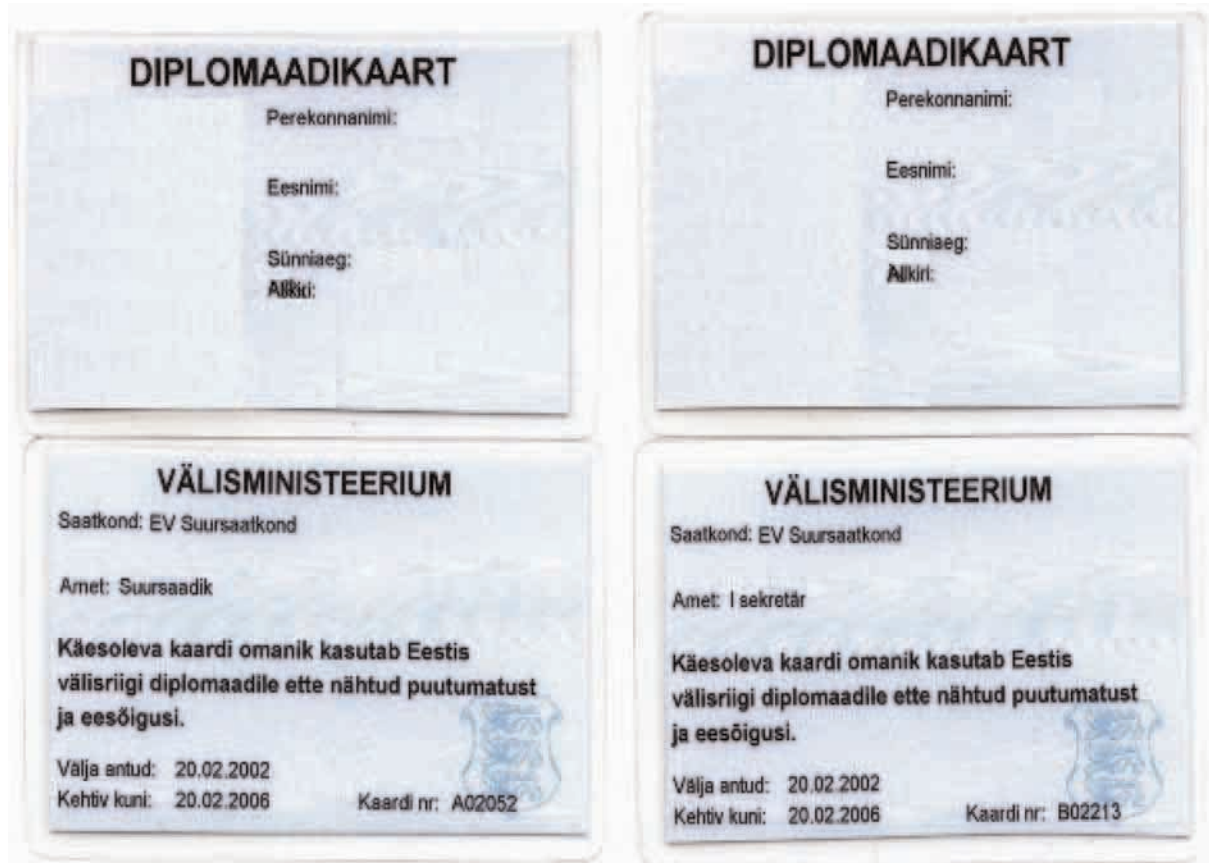 DIPLOMAADIKAART
Perekonnanimi:
Eesnimi:
Sünniaeg:
Allkiri:
DIPLOMAADIKAART
Perekonnanimi:
Eesnimi:
Sünniaeg:
Allkiri:
VÄLISMINISTEERIUM
Saatkond: EV Suursaatkond
Amet: Suursaadik
Käesoleva kaardi omanik kasutab Eestis
välisriigi diplomaadile ette nähtud puutumatust
ja eesõigusi.
Välja antud: 20.02.2002
Kehtiv kuni: 20.02.2006 Kaardi nr: A02052
VÄLISMINISTEERIUM
Saatkond: EV Suursaatkond
Amet: I sekretär
Käesoleva kaardi omanik kasutab Eestis
välisriigi diplomaadile ette nähtud puutumatust
ja eesõigusi.
Välja antud: 20.02.2002
Kehtiv kuni: 20.02.2006 Kaardi nr: B02213